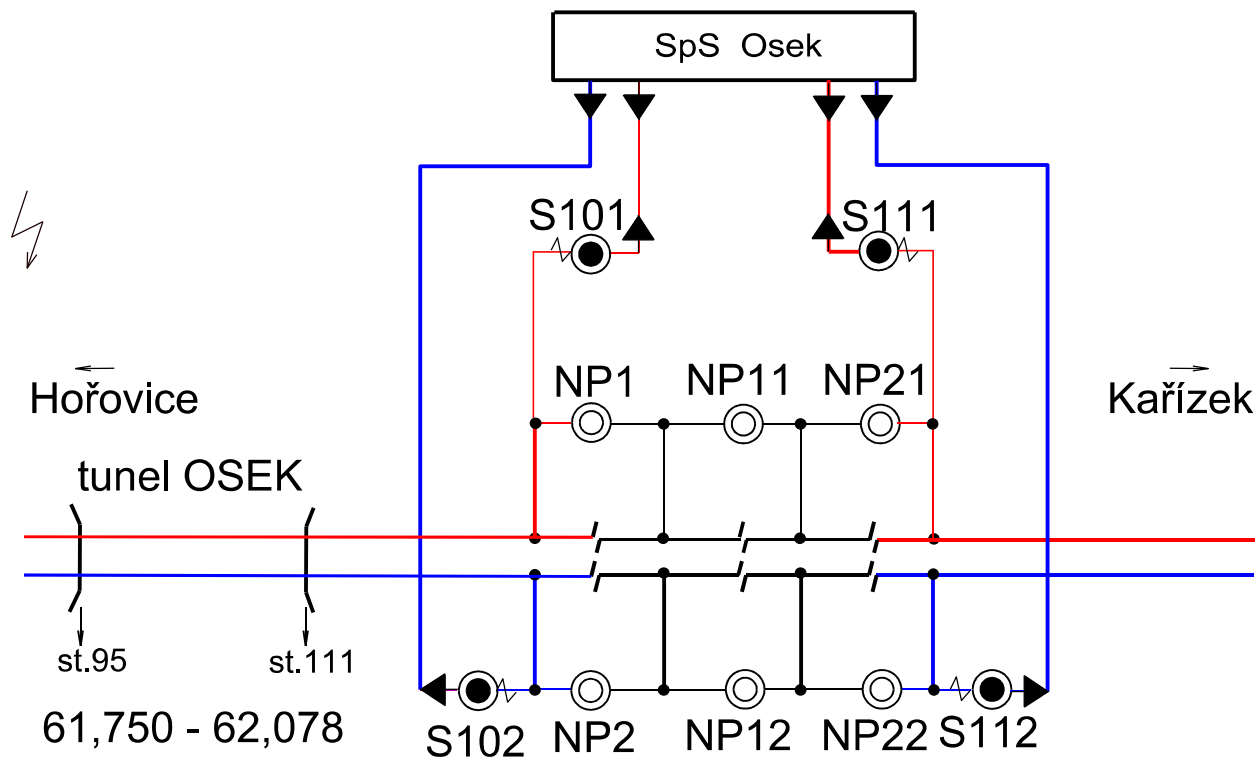 SpS Osek
S101
S111
NP1
NP11
NP21
Hořovice
Kařízek
tunel OSEK
st.95
st.111
61,750 - 62,078
S102
NP2
NP12
NP22
S112